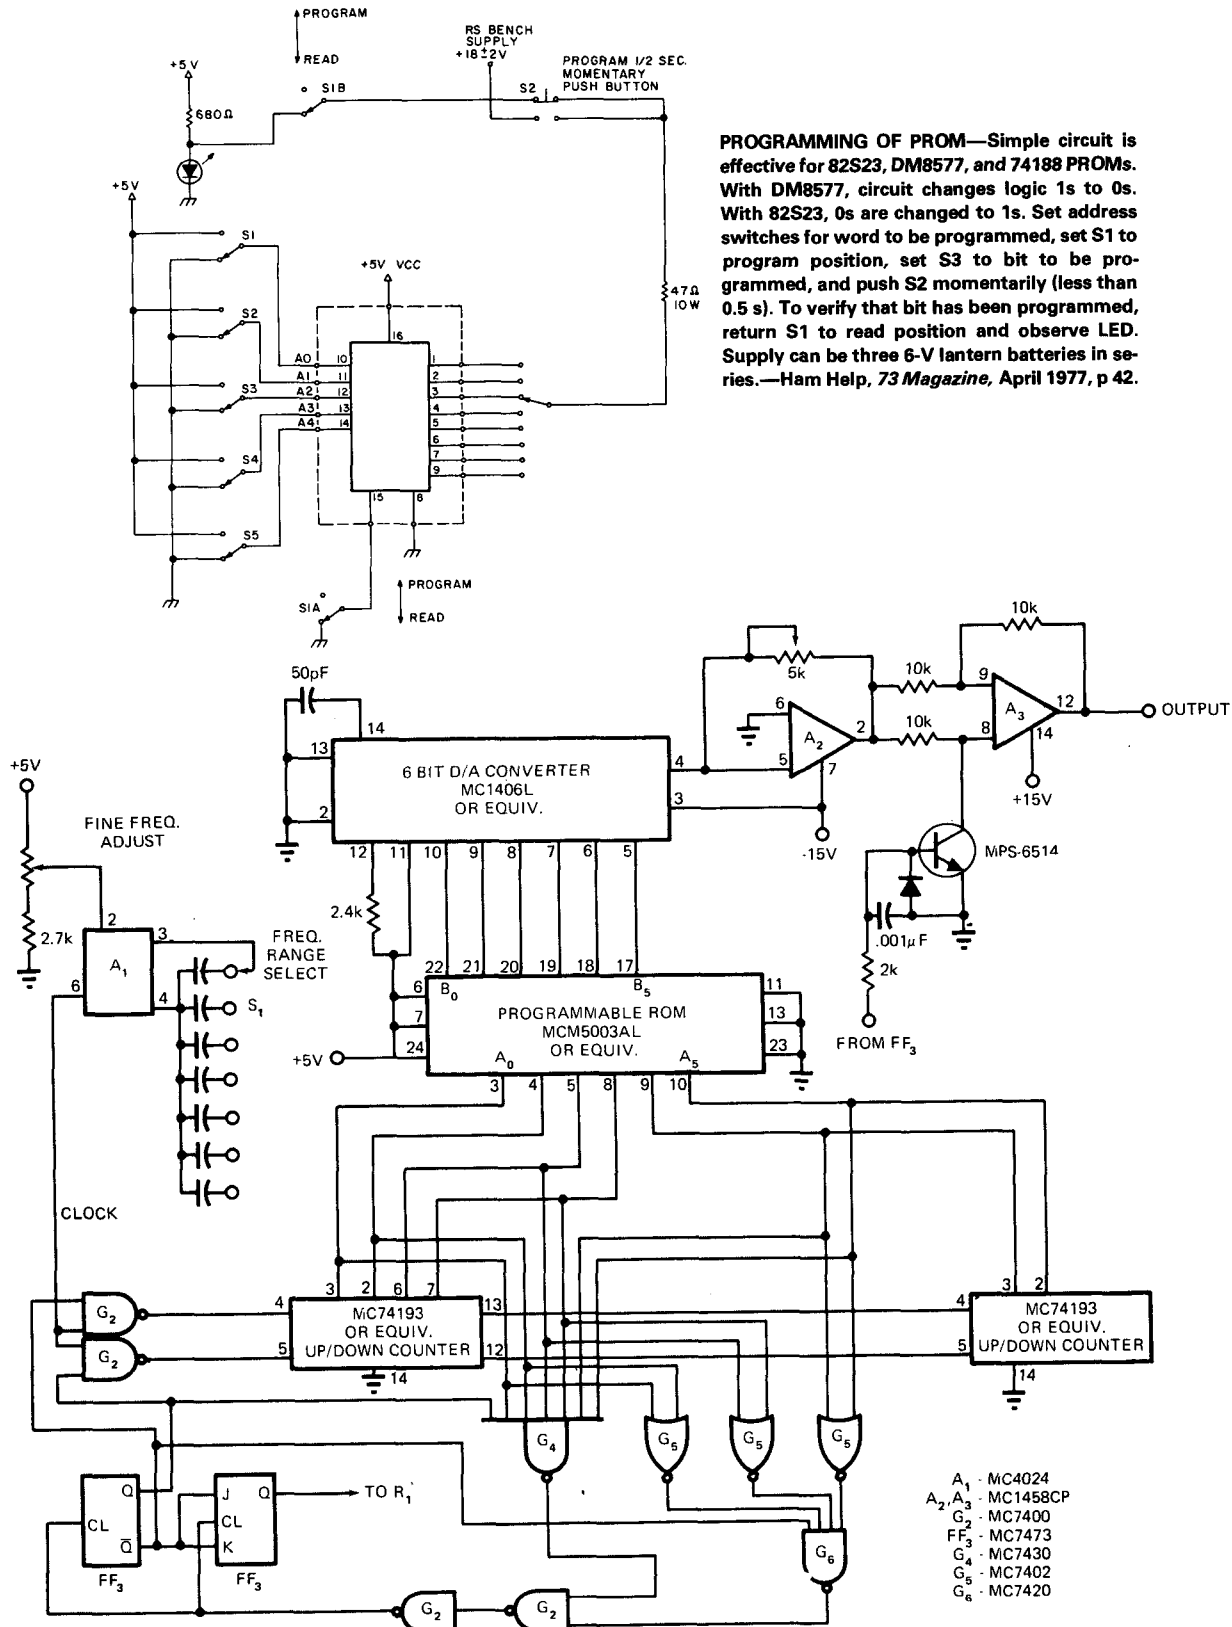 PROGRAM
READ
+5V
680Ω
S1B
RS BENCH
SUPPLY
+18±2V
S2
PROGRAM 1/2 SEC.
MOMENTARY
PUSH BUTTON
PROGRAMMING OF PROM—Simple circuit is
effective for 82S23, DM8577, and 74188 PROMs.
With DM8577, circuit changes logic 1s to 0s.
With 82S23, 0s are changed to 1s. Set address
switches for word to be programmed, set S1 to
program position, set S3 to bit to be pro-
grammed, and push S2 momentarily (less than
0.5 s). To verify that bit has been programmed,
return S1 to read position and observe LED.
Supply can be three 6-V lantern batteries in se-
ries.—Ham Help, 73 Magazine, April 1977, p 42.
+5V
S1
S2
S3
S4
S5
+5V VCC
16
A0 10
A1 11
A2 12
A3 13
A4 14
1
2
3
4
5
6
7
9
15
8
47Ω
10W
S1A
PROGRAM
READ
50pF
14
13
2
6 BIT D/A CONVERTER
MC1406L
OR EQUIV.
4
3
12
11
10
9
8
7
6
5
5k
6
5
A2
2
7
-15V
10k
10k
10k
9
8
A3
12
14
+15V
OUTPUT
MPS-6514
.001μF
2k
FROM FF3
+5V
FINE FREQ.
ADJUST
2.7k
2
3
A1
6
4
FREQ.
RANGE
SELECT
S1
CLOCK
2.4k
22
21
20
19
18
17
B0
B5
6
7
24
+5V
PROGRAMMABLE ROM
MCM5003AL
OR EQUIV.
11
13
23
A0
A5
3
4
5
8
9
10
G2
G2
4
5
3
2
6
7
MC74193
OR EQUIV.
UP/DOWN COUNTER
13
12
14
4
5
3
2
MC74193
OR EQUIV.
UP/DOWN COUNTER
14
G4
G5
G5
G5
G6
Q
CL
Q̅
FF3
J
Q
CL
K
FF3
TO R1
G2
G2
A1 - MC4024
A2,A3 - MC1458CP
G2 - MC7400
FF3 - MC7473
G4 - MC7430
G5 - MC7402
G6 - MC7420